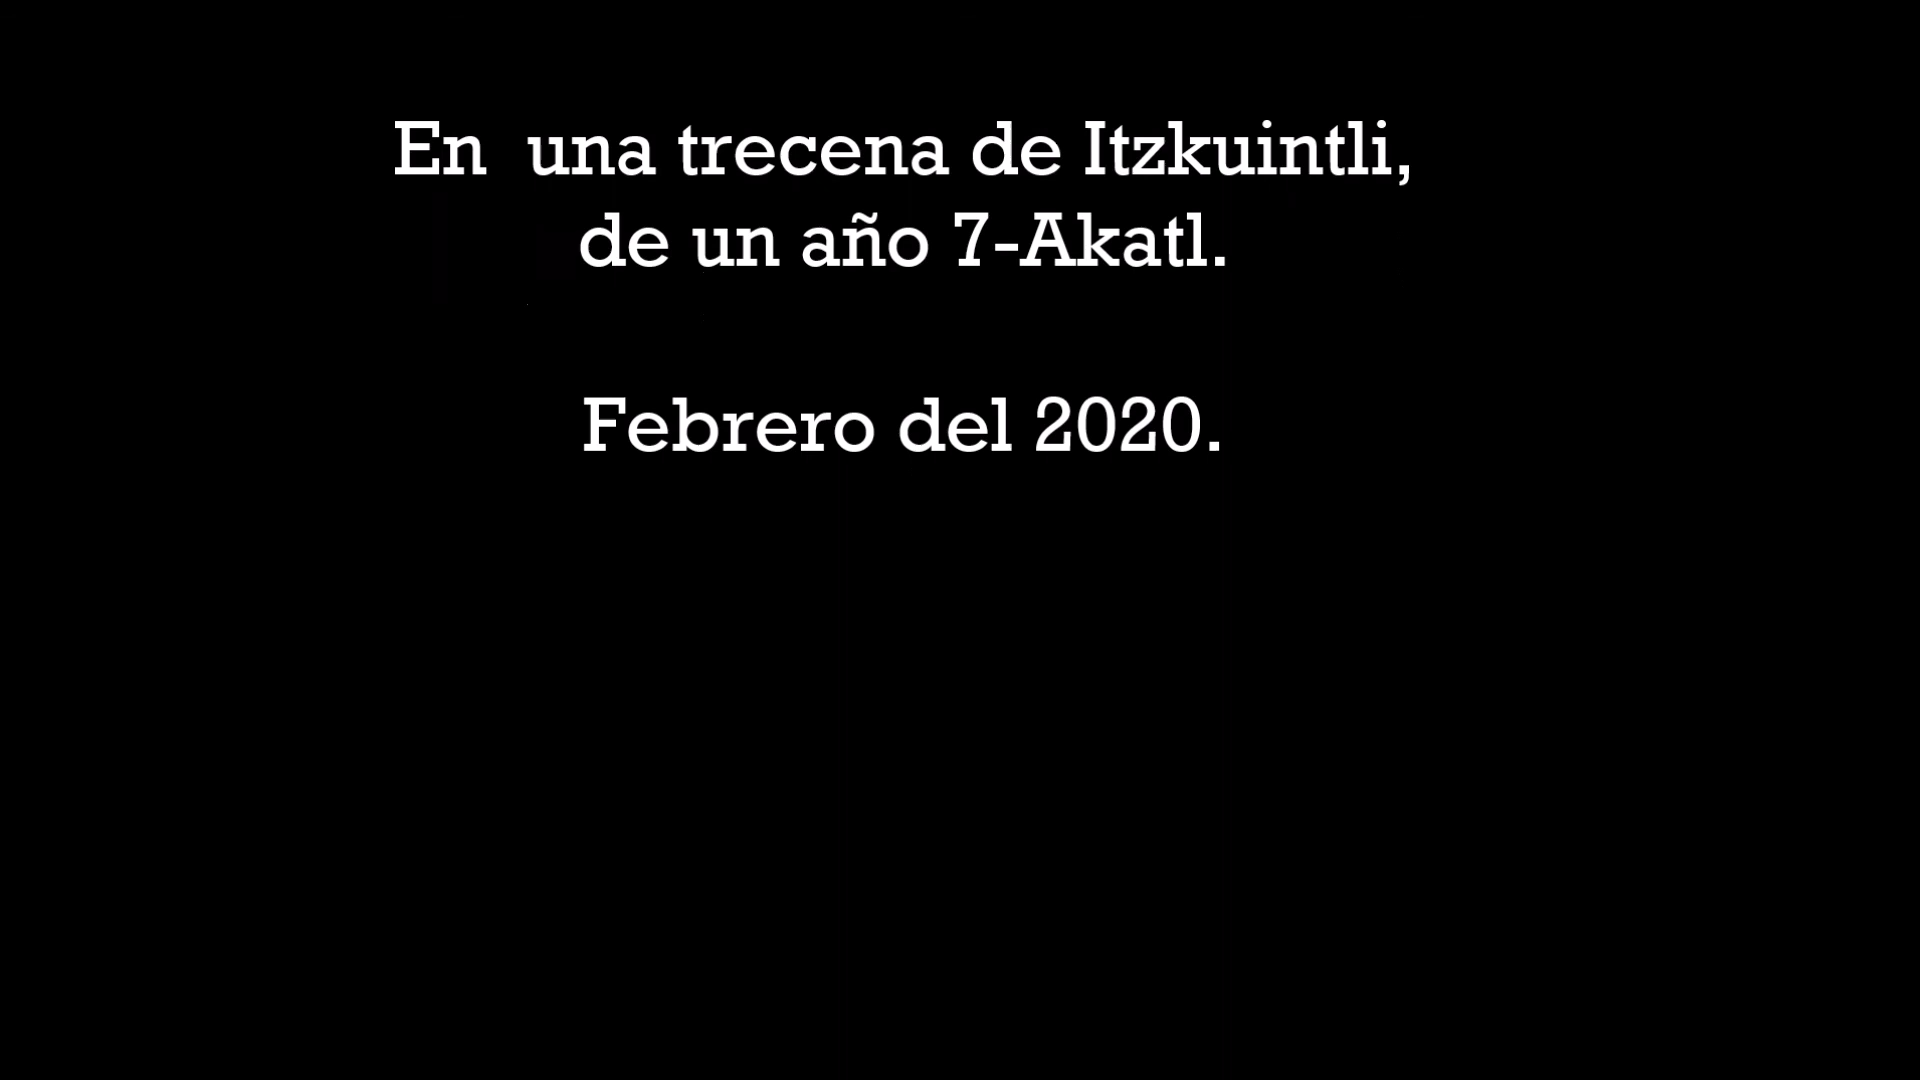 En una trecena de Itzkuintli,
de un año 7-Akatl.
Febrero del 2020.